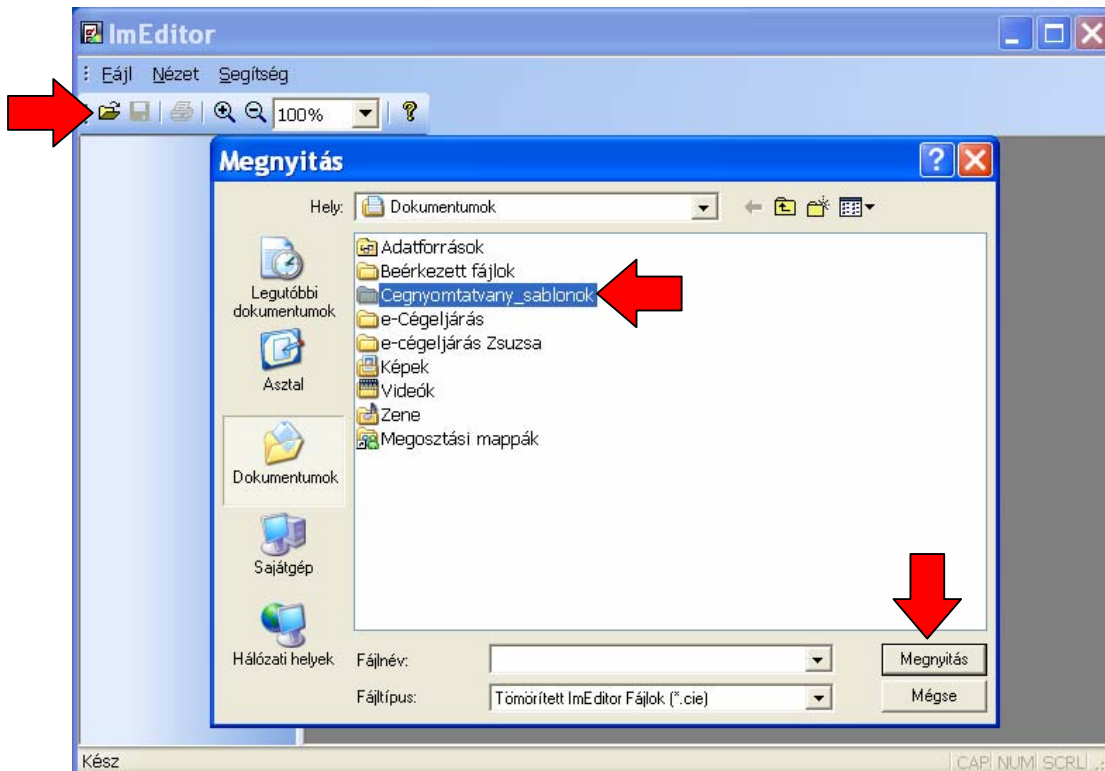 ImEditor
Fájl Nézet Segítség
100%
Megnyitás
Hely: Dokumentumok
Legutóbbi
dokumentumok
Asztal
Dokumentumok
Sajátgép
Hálózati helyek
Adatforrások
Beérkezett fájlok
Cegnyomtatvany_sablonok
e-Cégeljárás
e-cégeljárás Zsuzsa
Képek
Videók
Zene
Megosztási mappák
Fájlnév: Megnyitás
Fájltípus: Tömörített ImEditor Fájlok (*.cie) Mégse
Kész CAP NUM SCRL